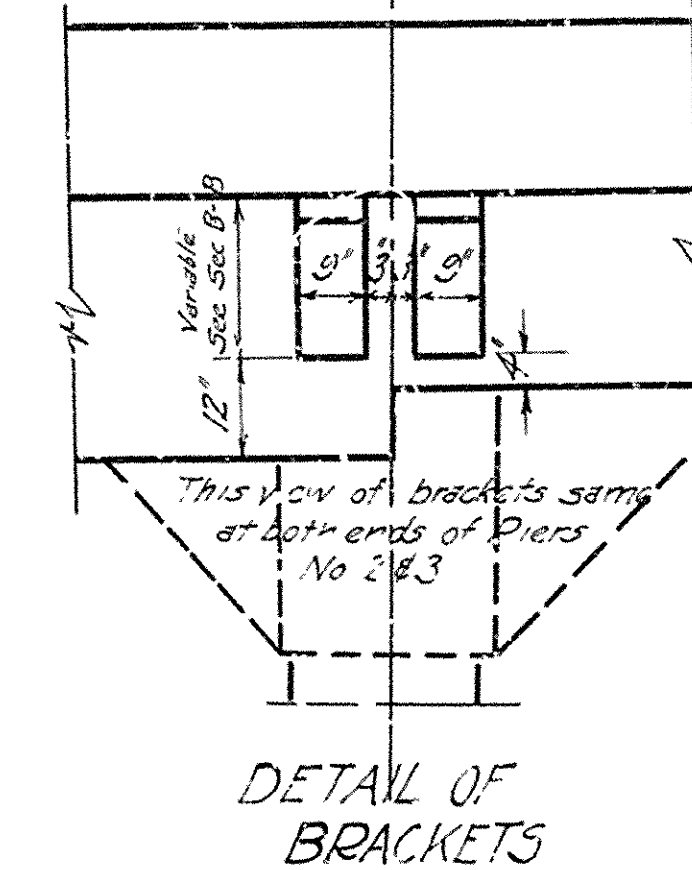 Variable
See Sec B-B
9" 3" 3" 9"
12"
4"
This view of brackets same
at both ends of Piers
No 2 & 3
DETAIL OF
BRACKETS